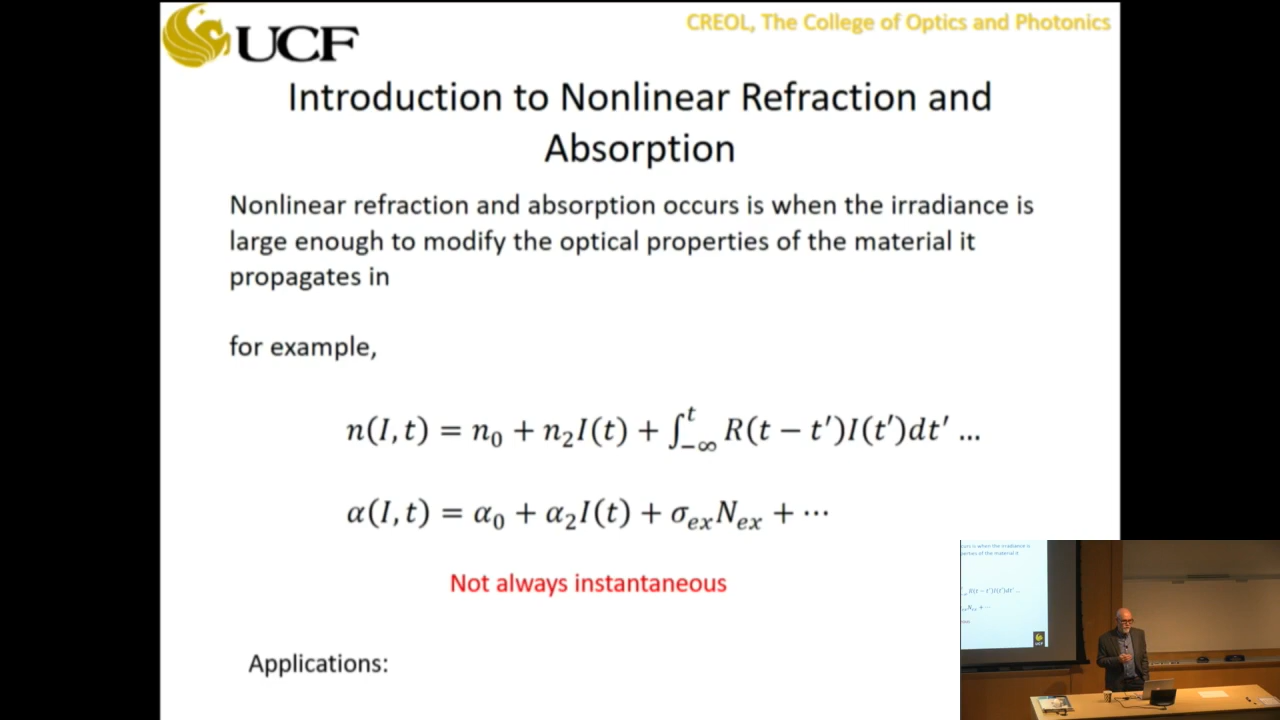 UCF
CREOL, The College of Optics and Photonics
Introduction to Nonlinear Refraction and
Absorption
Nonlinear refraction and absorption occurs is when the irradiance is
large enough to modify the optical properties of the material it
propagates in
for example,
n(I, t) = n₀ + n₂I(t) + ∫₋∞ᵗ R(t − t′)I(t′)dt′ ...
α(I, t) = α₀ + α₂I(t) + σₑₓNₑₓ + ⋯
Not always instantaneous
Applications: